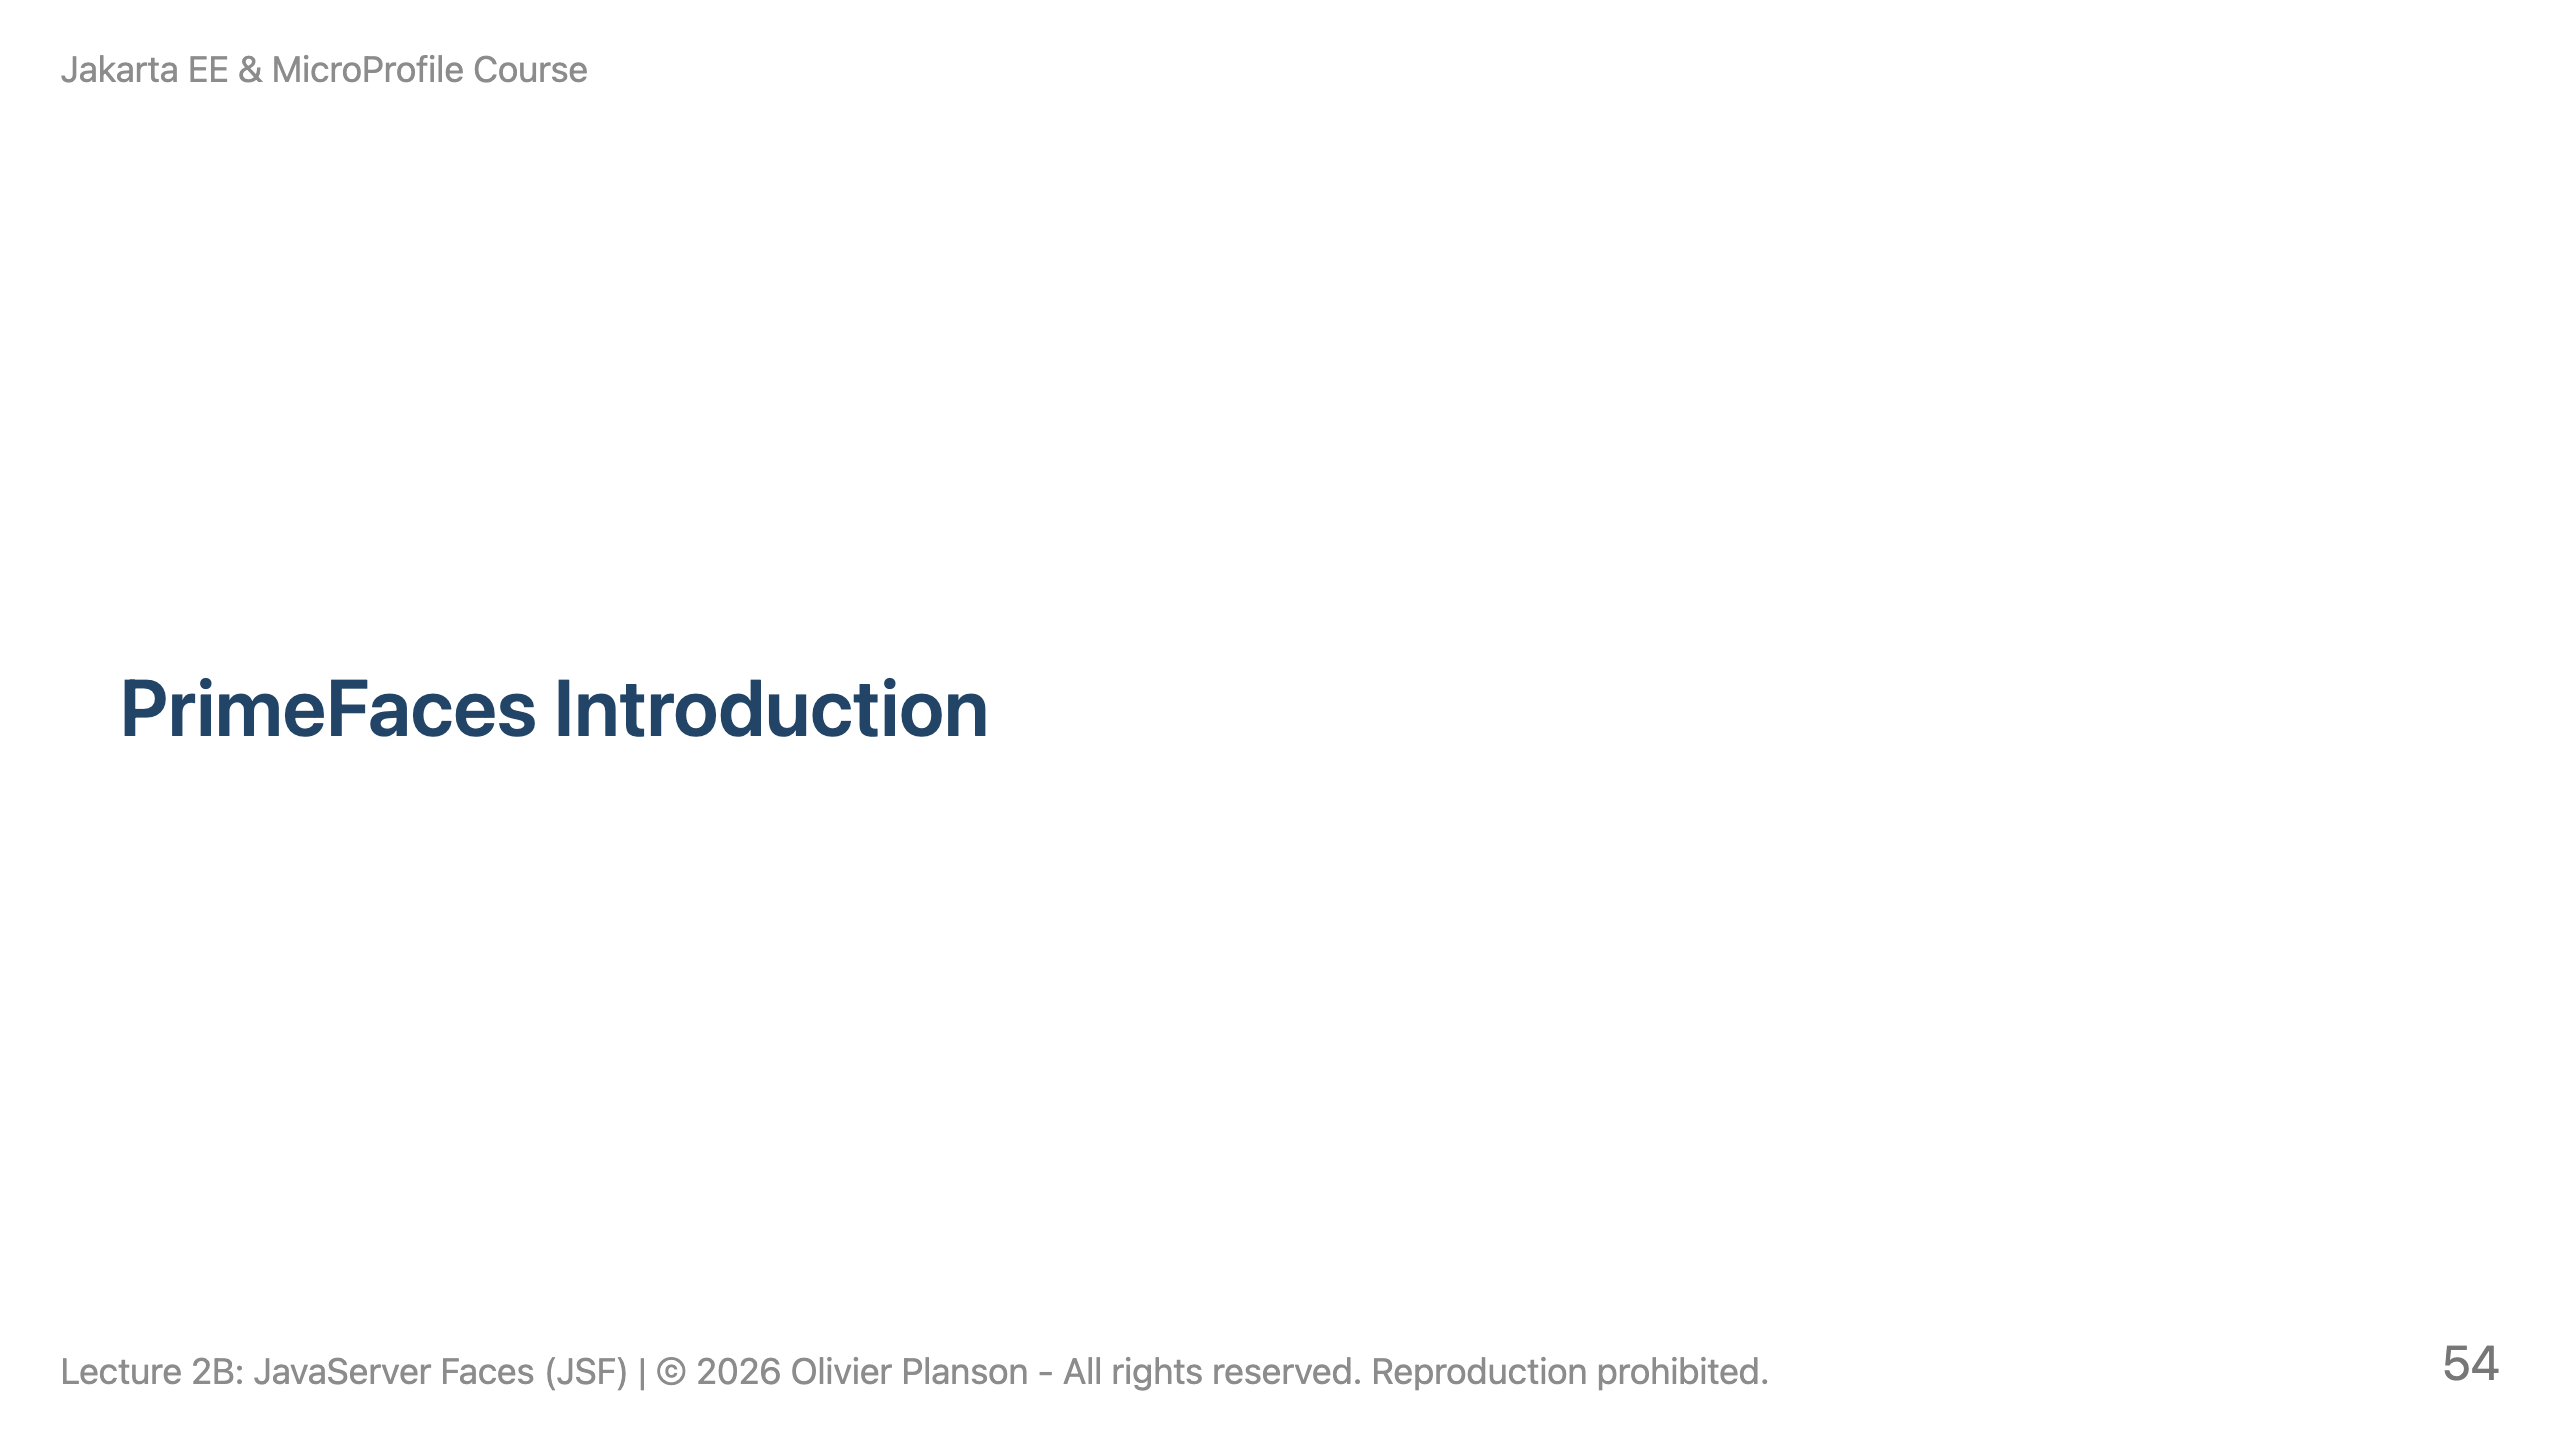 Jakarta EE & MicroProfile Course
PrimeFaces Introduction
Lecture 2B: JavaServer Faces (JSF) | © 2026 Olivier Planson - All rights reserved. Reproduction prohibited.
54